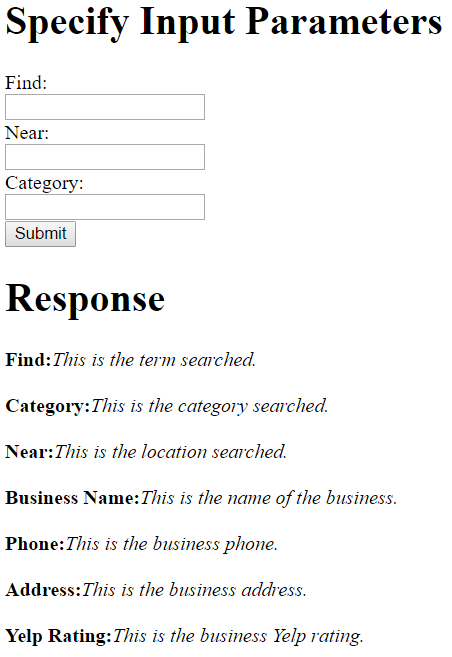 Specify Input Parameters
Find:
Near:
Category:
Submit
Response
Find:This is the term searched.
Category:This is the category searched.
Near:This is the location searched.
Business Name:This is the name of the business.
Phone:This is the business phone.
Address:This is the business address.
Yelp Rating:This is the business Yelp rating.